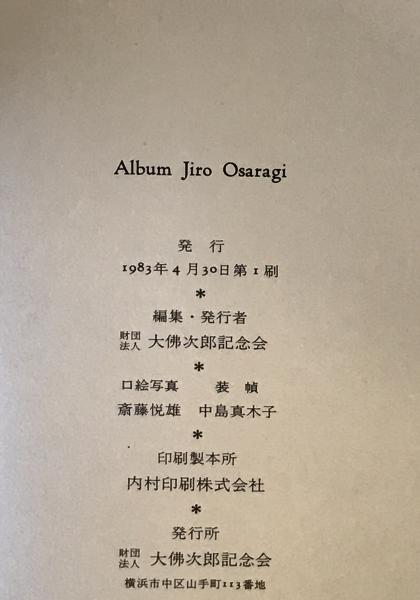 Album Jiro Osaragi
発 行
1983年4月30日第1刷
*
編集・発行者
財団法人 大佛次郎記念会
*
口絵写真 装 幀
斎藤悦雄 中島真木子
*
印刷製本所
内村印刷株式会社
*
発行所
財団法人 大佛次郎記念会
横浜市中区山手町113番地